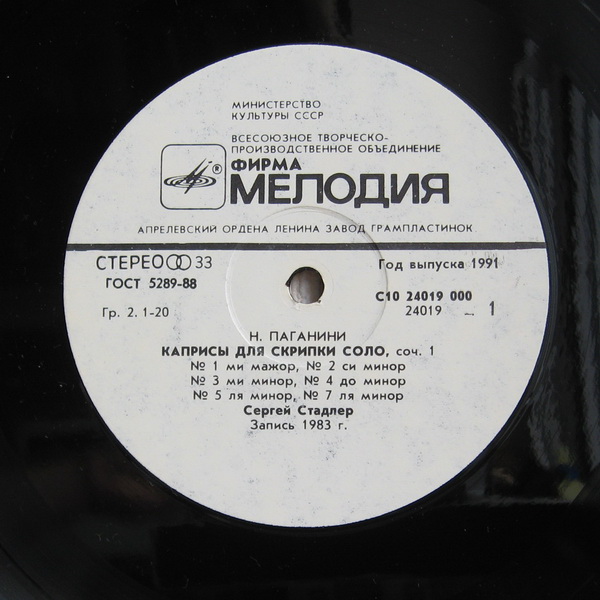 МИНИСТЕРСТВО
КУЛЬТУРЫ СССР
ВСЕСОЮЗНОЕ ТВОРЧЕСКО-
ПРОИЗВОДСТВЕННОЕ ОБЪЕДИНЕНИЕ
®
ФИРМА
МЕЛОДИЯ
АПРЕЛЕВСКИЙ ОРДЕНА ЛЕНИНА ЗАВОД ГРАМПЛАСТИНОК
СТЕРЕО 33 Год выпуска 1991
ГОСТ 5289-88 С10 24019 000
Гр. 2. 1-20 24019 — 1
Н. ПАГАНИНИ
КАПРИСЫ ДЛЯ СКРИПКИ СОЛО, соч. 1
№ 1 ми мажор, № 2 си минор
№ 3 ми минор, № 4 до минор
№ 5 ля минор, № 7 ля минор
Сергей Стадлер
Запись 1983 г.